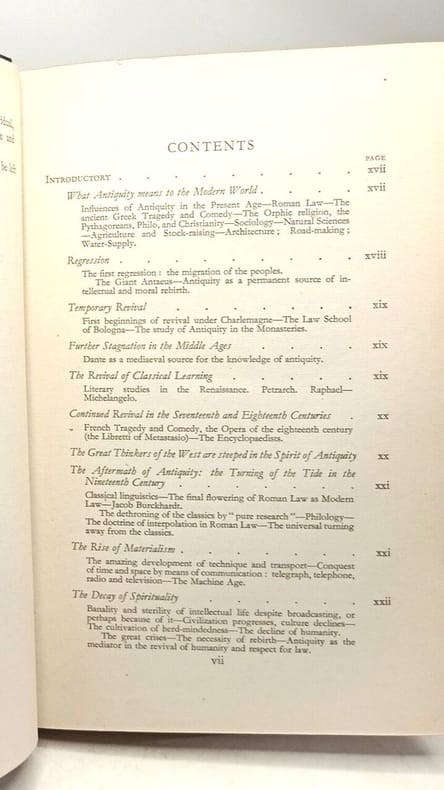 idually,
and
be left
CONTENTS
PAGE
INTRODUCTORY . . . . . . . . . xvii
What Antiquity means to the Modern World . . . . xvii
Influences of Antiquity in the Present Age—Roman Law—The
ancient Greek Tragedy and Comedy—The Orphic religion, the
Pythagoreans, Philo, and Christianity—Sociology—Natural Sciences
—Agriculture and Stock-raising—Architecture; Road-making;
Water-Supply.
Regression . . . . . . . . . xviii
The first regression: the migration of the peoples.
The Giant Antaeus—Antiquity as a permanent source of in-
tellectual and moral rebirth.
Temporary Revival . . . . . . . xix
First beginnings of revival under Charlemagne—The Law School
of Bologna—The study of Antiquity in the Monasteries.
Further Stagnation in the Middle Ages . . . . xix
Dante as a mediaeval source for the knowledge of antiquity.
The Revival of Classical Learning . . . . . xix
Literary studies in the Renaissance. Petrarch. Raphael—
Michelangelo.
Continued Revival in the Seventeenth and Eighteenth Centuries . xx
French Tragedy and Comedy, the Opera of the eighteenth century
(the Libretti of Metastasio)—The Encyclopaedists.
The Great Thinkers of the West are steeped in the Spirit of Antiquity xx
The Aftermath of Antiquity: the Turning of the Tide in the
Nineteenth Century . . . . . . . xxi
Classical linguistics—The final flowering of Roman Law as Modern
Law—Jacob Burckhardt.
The dethroning of the classics by "pure research"—Philology—
The doctrine of interpolation in Roman Law—The universal turning
away from the classics.
The Rise of Materialism . . . . . . . xxi
The amazing development of technique and transport—Conquest
of time and space by means of communication: telegraph, telephone,
radio and television—The Machine Age.
The Decay of Spirituality . . . . . . xxii
Banality and sterility of intellectual life despite broadcasting, or
perhaps because of it—Civilization progresses, culture declines—
The cultivation of herd-mindedness—The decline of humanity.
The great crises—The necessity of rebirth—Antiquity as the
mediator in the revival of humanity and respect for law.
vii